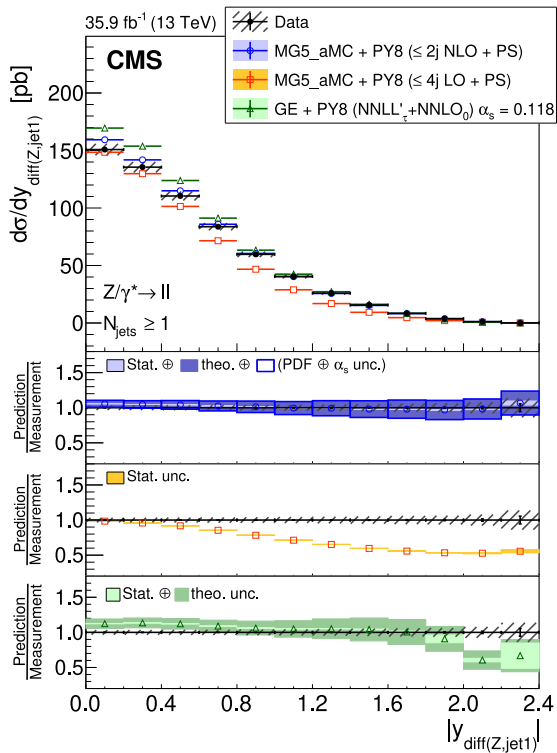 35.9 fb⁻¹ (13 TeV)
CMS
Data
MG5_aMC + PY8 (≤ 2j NLO + PS)
MG5_aMC + PY8 (≤ 4j LO + PS)
GE + PY8 (NNLL'τ+NNLO₀) αs = 0.118
dσ/dy_diff(Z,jet1) [pb]
200
150
100
50
0
Z/γ*→ ll
N_jets ≥ 1
Stat. ⊕ theo. ⊕ (PDF ⊕ αs unc.)
Prediction
Measurement
1.5
1.0
0.5
Stat. unc.
Prediction
Measurement
1.5
1.0
0.5
Stat. ⊕ theo. unc.
Prediction
Measurement
1.5
1.0
0.5
0.0 0.4 0.8 1.2 1.6 2.0 2.4
|y_diff(Z,jet1)|